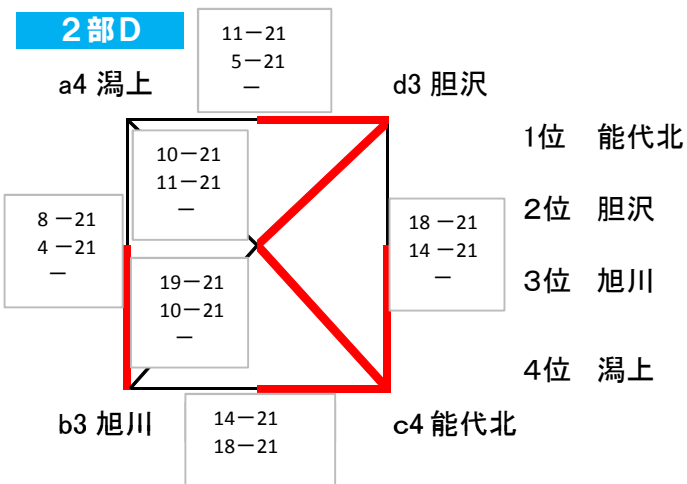 ２部Ｄ
11－21
5－21
－
a4 潟上
d3 胆沢
10－21
11－21
－
1位 能代北
8 －21
4 －21
－
18 －21
14 －21
－
2位 胆沢
19－21
10－21
－
3位 旭川
4位 潟上
b3 旭川
14－21
18－21
c4 能代北